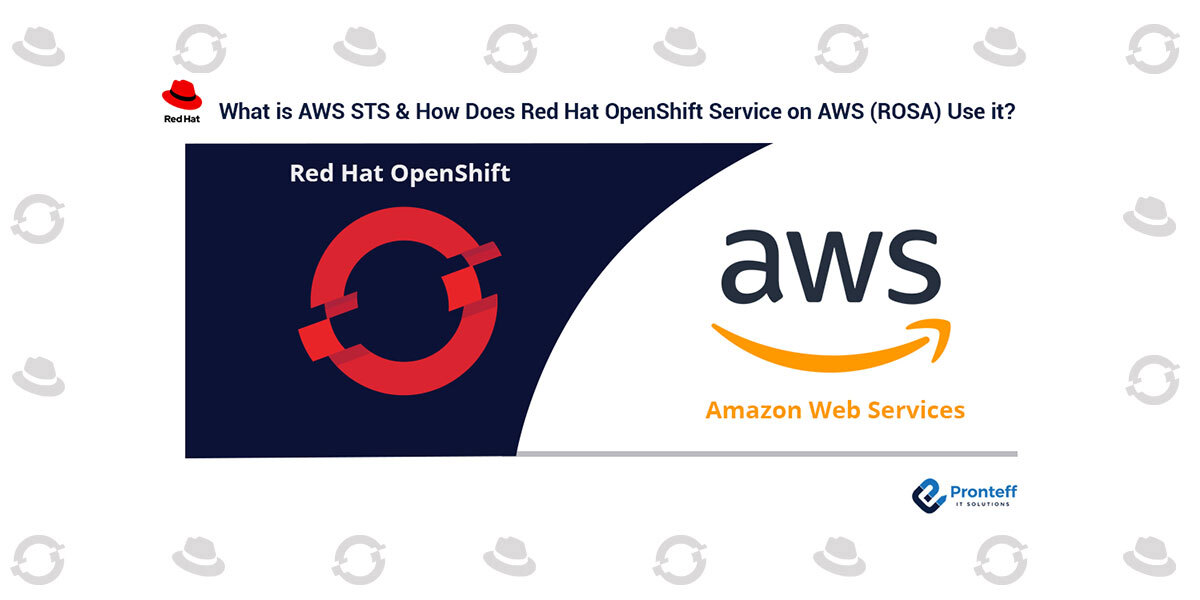 Red Hat
What is AWS STS & How Does Red Hat OpenShift Service on AWS (ROSA) Use it?
Red Hat OpenShift
aws
Amazon Web Services
Pronteff
IT SOLUTIONS